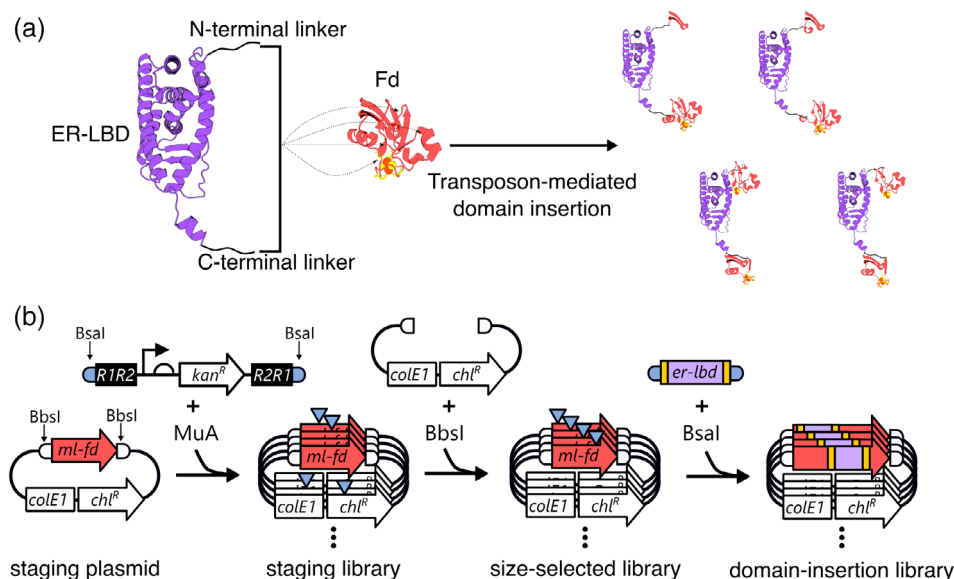 (a)
N-terminal linker
Fd
ER-LBD
Transposon-mediated
domain insertion
C-terminal linker
(b)
BsaI
BsaI
R1R2
kanR
R2R1
colE1
chlR
er-lbd
+
+
+
BbsI
BbsI
MuA
BbsI
BsaI
ml-fd
ml-fd
ml-fd
colE1
chlR
colE1
chlR
colE1
chlR
colE1
chlR
staging plasmid
staging library
size-selected library
domain-insertion library